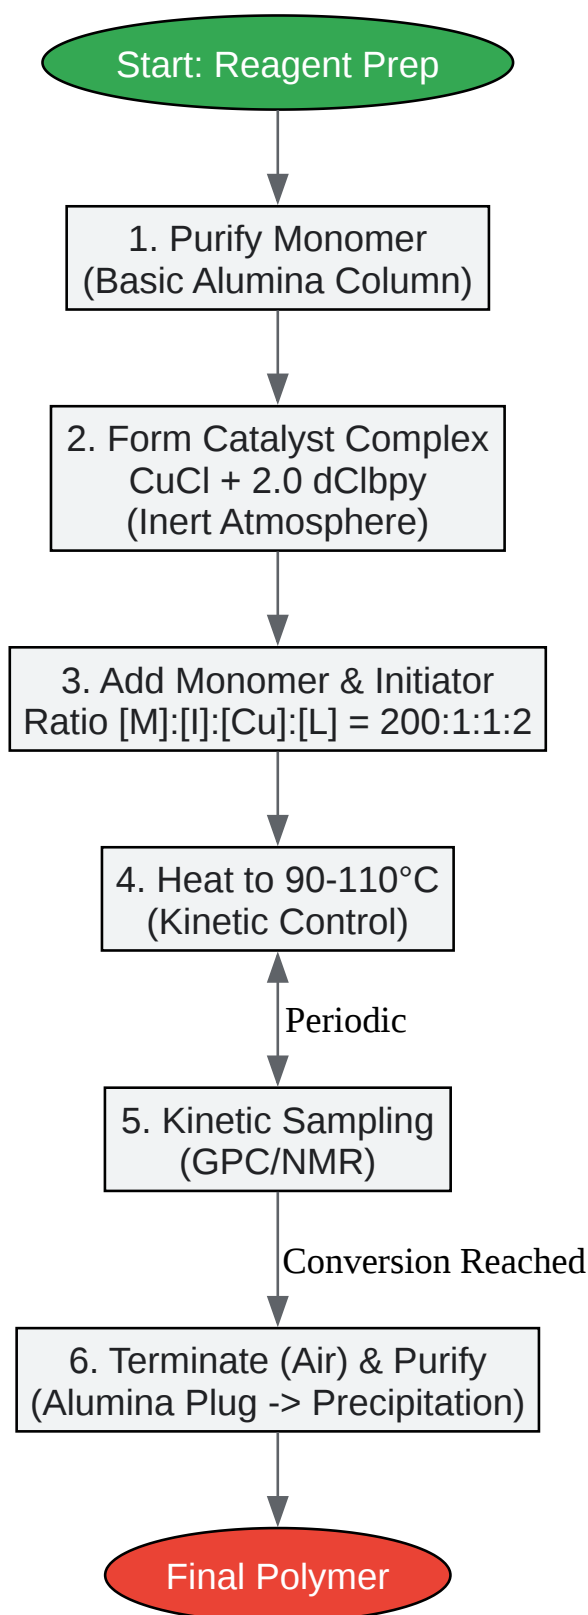 Start: Reagent Prep
1. Purify Monomer
(Basic Alumina Column)
2. Form Catalyst Complex
CuCl + 2.0 dClbpy
(Inert Atmosphere)
3. Add Monomer & Initiator
Ratio [M]:[I]:[Cu]:[L] = 200:1:1:2
4. Heat to 90-110°C
(Kinetic Control)
Periodic
5. Kinetic Sampling
(GPC/NMR)
Conversion Reached
6. Terminate (Air) & Purify
(Alumina Plug -> Precipitation)
Final Polymer